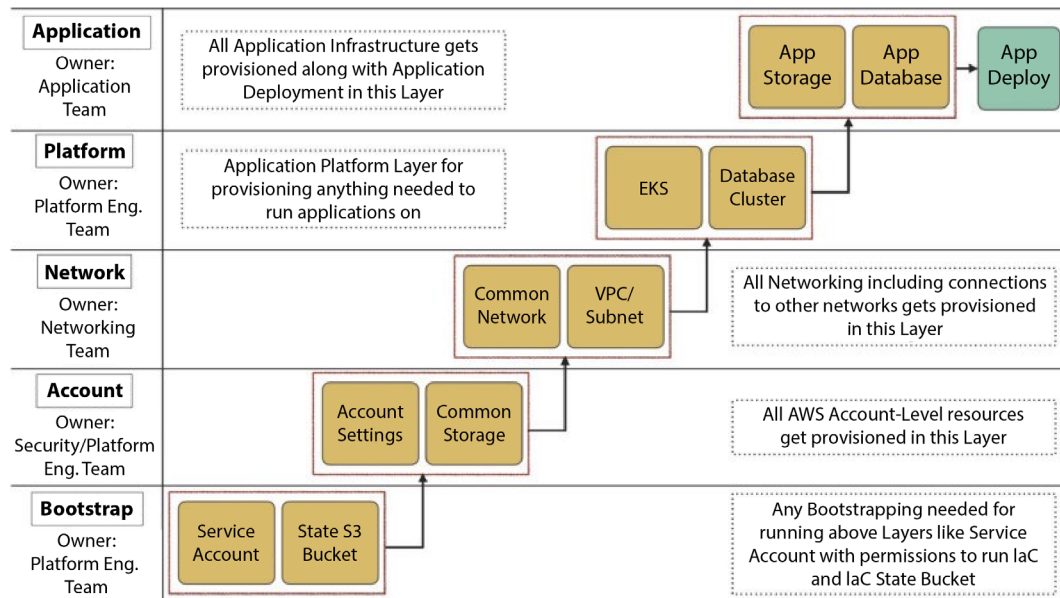 Application
Owner:
Application
Team
All Application Infrastructure gets
provisioned along with Application
Deployment in this Layer
App
Storage
App
Database
App
Deploy
Platform
Owner:
Platform Eng.
Team
Application Platform Layer for
provisioning anything needed to
run applications on
EKS
Database
Cluster
Network
Owner:
Networking
Team
Common
Network
VPC/
Subnet
All Networking including connections
to other networks gets provisioned
in this Layer
Account
Owner:
Security/Platform
Eng. Team
Account
Settings
Common
Storage
All AWS Account-Level resources
get provisioned in this Layer
Bootstrap
Owner:
Platform Eng.
Team
Service
Account
State S3
Bucket
Any Bootstrapping needed for
running above Layers like Service
Account with permissions to run IaC
and IaC State Bucket